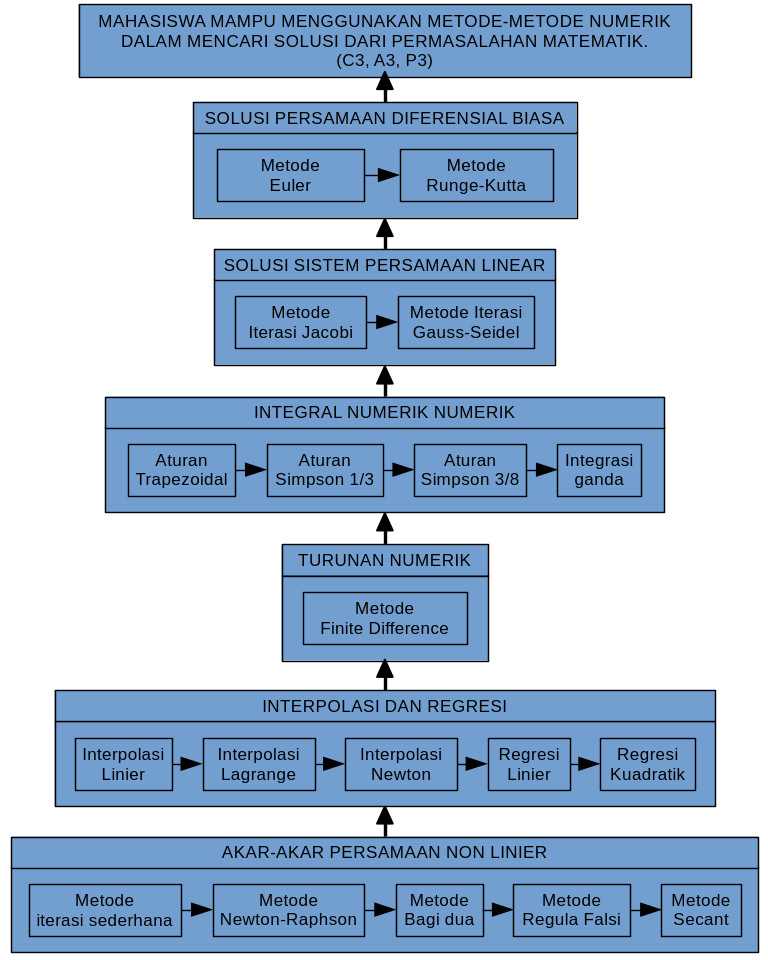 MAHASISWA MAMPU MENGGUNAKAN METODE-METODE NUMERIK
DALAM MENCARI SOLUSI DARI PERMASALAHAN MATEMATIK.
(C3, A3, P3)
SOLUSI PERSAMAAN DIFERENSIAL BIASA
Metode
Euler
Metode
Runge-Kutta
SOLUSI SISTEM PERSAMAAN LINEAR
Metode
Iterasi Jacobi
Metode Iterasi
Gauss-Seidel
INTEGRAL NUMERIK NUMERIK
Aturan
Trapezoidal
Aturan
Simpson 1/3
Aturan
Simpson 3/8
Integrasi
ganda
TURUNAN NUMERIK
Metode
Finite Difference
INTERPOLASI DAN REGRESI
Interpolasi
Linier
Interpolasi
Lagrange
Interpolasi
Newton
Regresi
Linier
Regresi
Kuadratik
AKAR-AKAR PERSAMAAN NON LINIER
Metode
iterasi sederhana
Metode
Newton-Raphson
Metode
Bagi dua
Metode
Regula Falsi
Metode
Secant